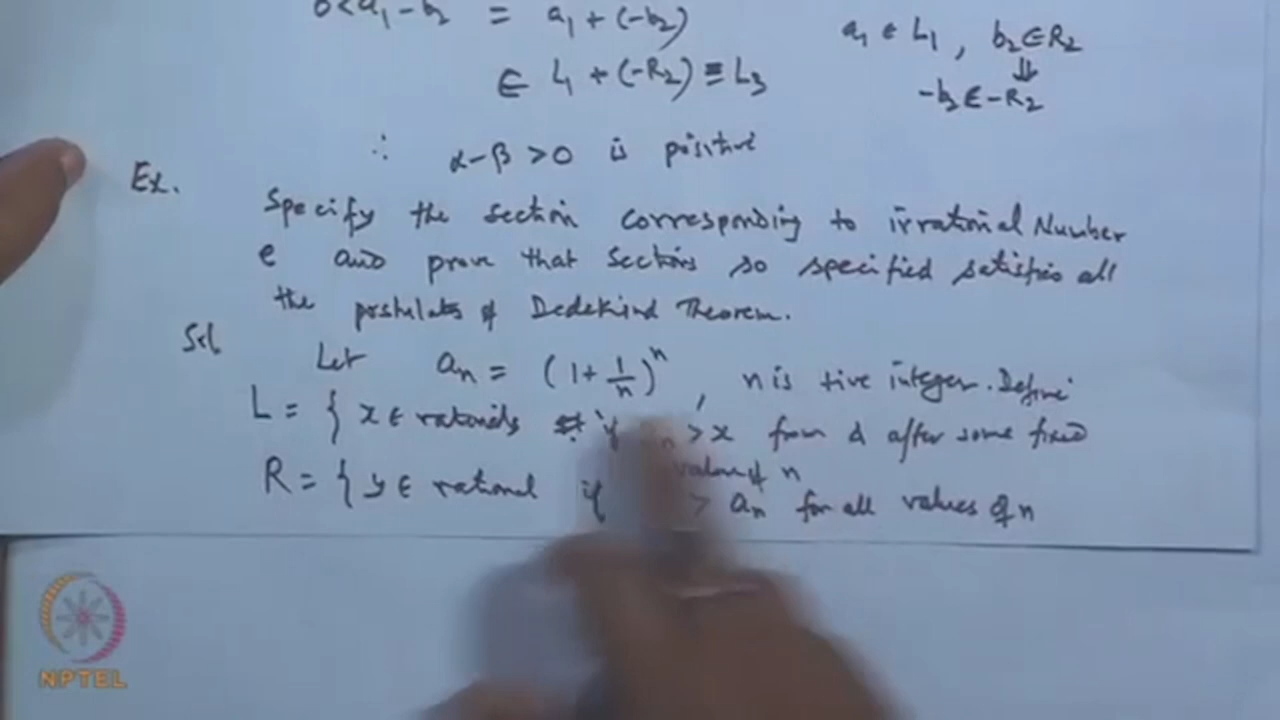 0 < a₁ - b₂ = a₁ + (-b₂)
a₁ ∈ L₁ , b₂ ∈ R₂
⇓
∈ L₁ + (-R₂) ≡ L₃
-b₂ ∈ -R₂
∴ α-β > 0 is positive
Ex.
Specify the section corresponding to irrational Number
e and prove that Sections so specified satisfies all
the postulates of Dedekind Theorem.
Sol
Let aₙ = (1 + 1/n)ⁿ , n is tive integer. Define
L = { x ∈ rationals if n > x from & after some fixed
value of n
R = { y ∈ rational if > aₙ for all values of n
NPTEL